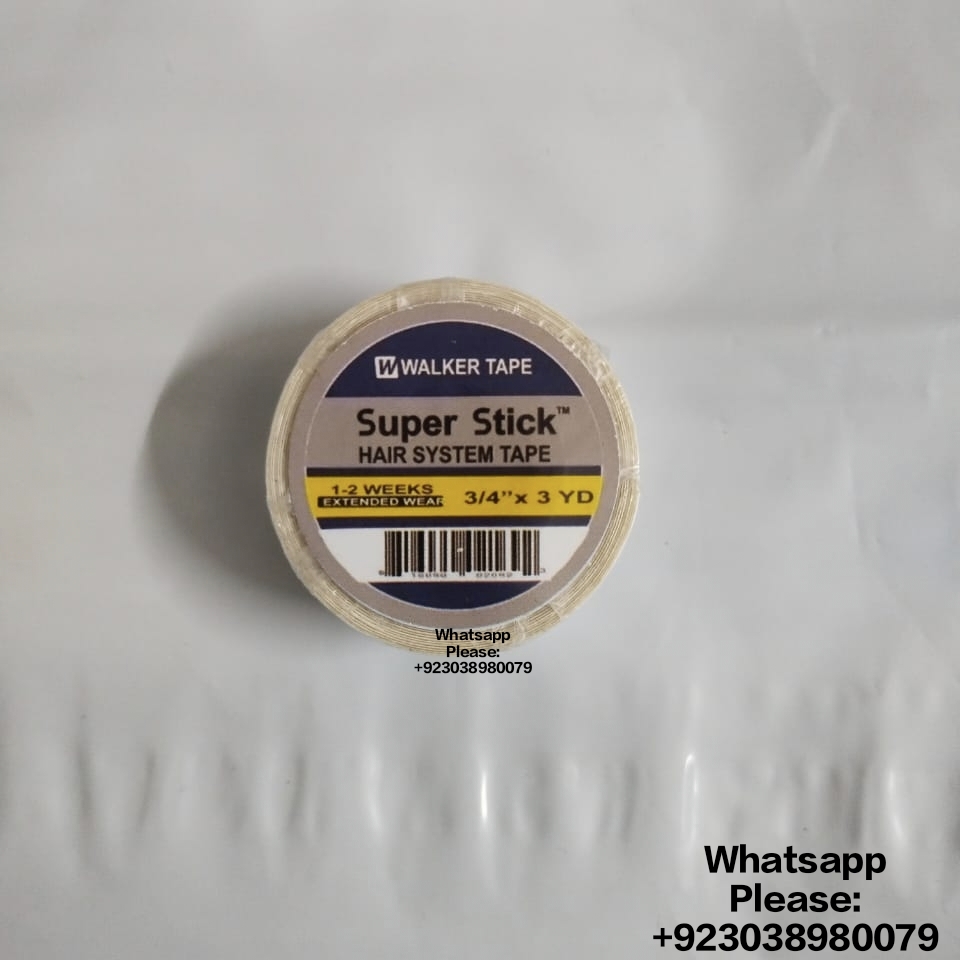 W WALKER TAPE
Super Stick™
HAIR SYSTEM TAPE
1-2 WEEKS
EXTENDED WEAR
3/4”x 3 YD
Whatsapp
Please:
+923038980079
Whatsapp
Please:
+923038980079